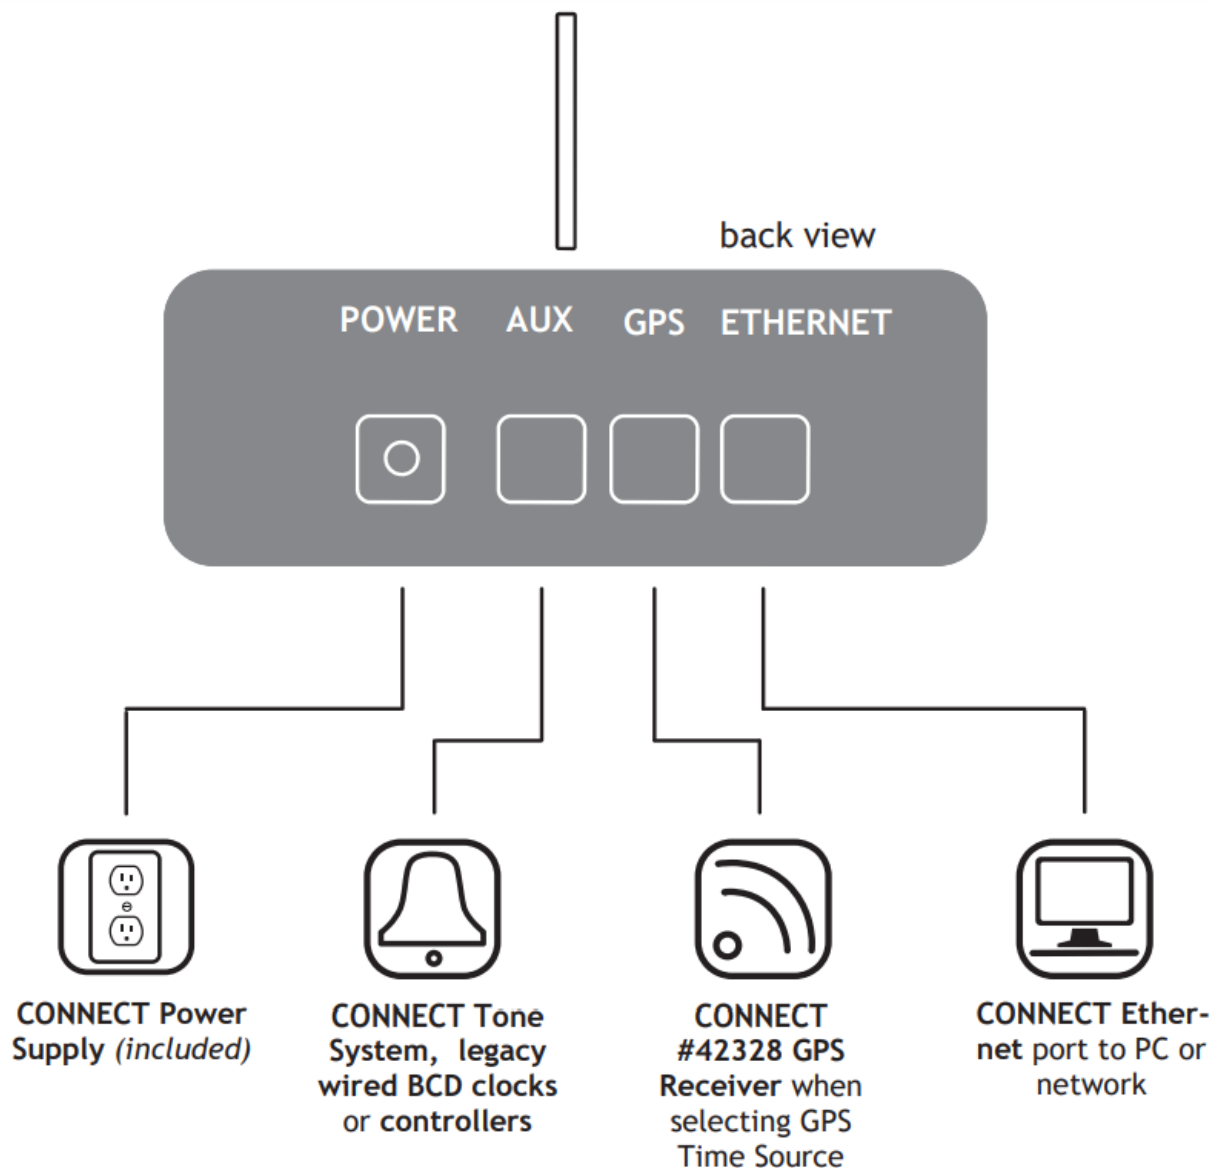 back view
POWER AUX GPS ETHERNET
CONNECT Power
Supply (included)
CONNECT Tone
System, legacy
wired BCD clocks
or controllers
CONNECT
#42328 GPS
Receiver when
selecting GPS
Time Source
CONNECT Ether-
net port to PC or
network